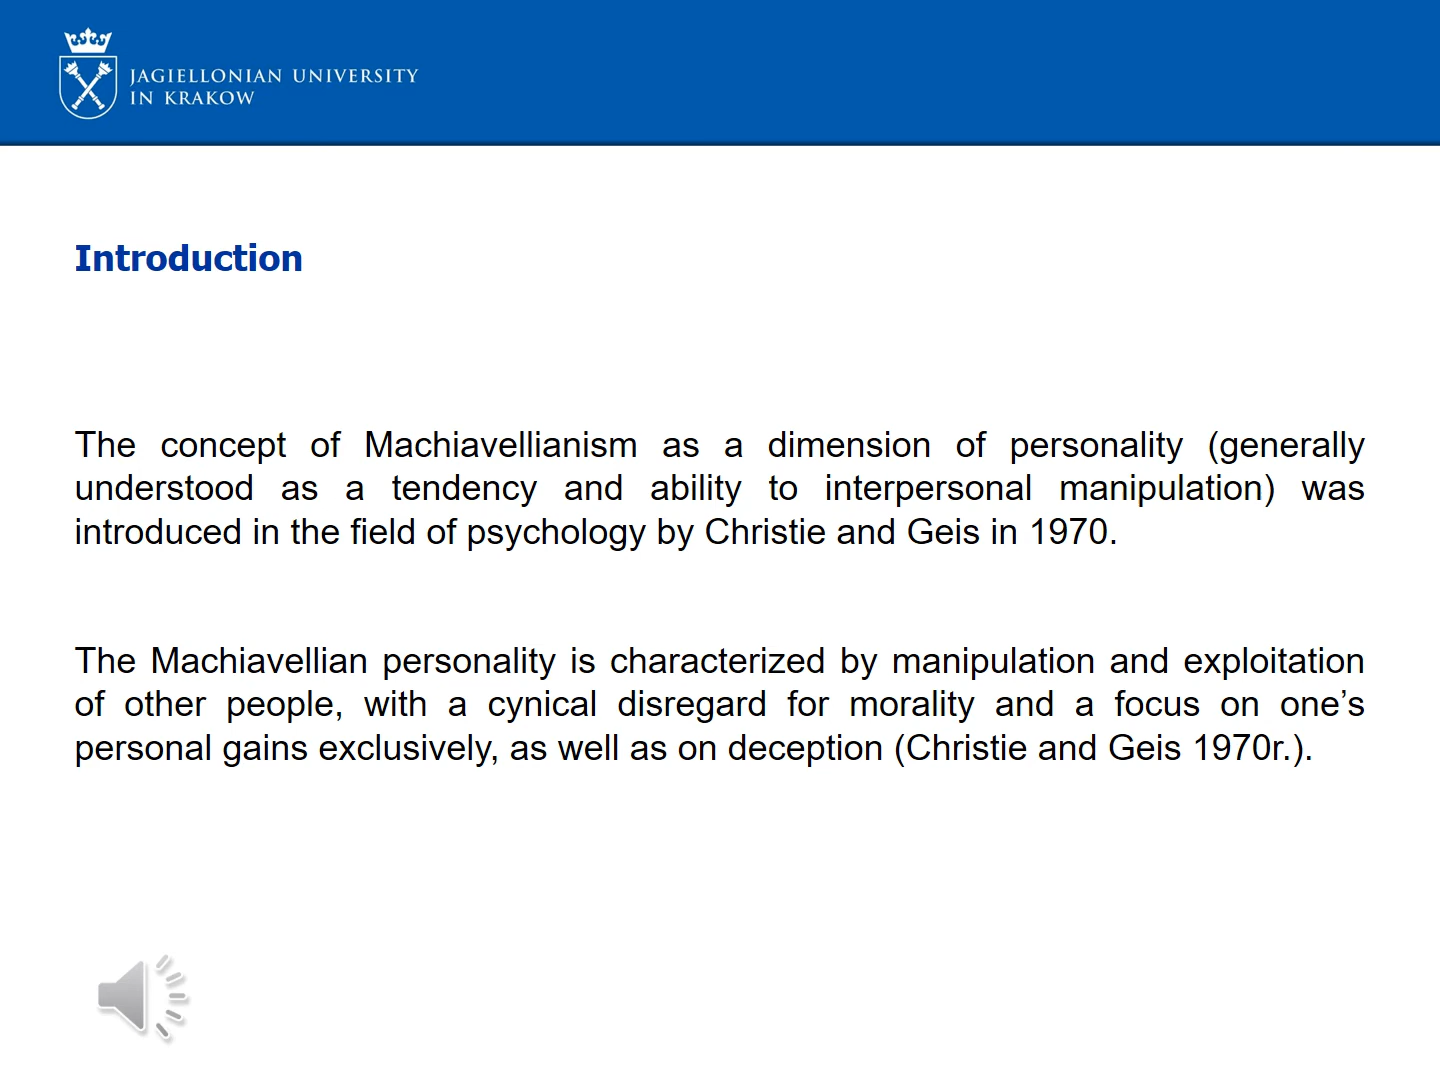 JAGIELLONIAN UNIVERSITY
IN KRAKOW
Introduction
The concept of Machiavellianism as a dimension of personality (generally
understood as a tendency and ability to interpersonal manipulation) was
introduced in the field of psychology by Christie and Geis in 1970.
The Machiavellian personality is characterized by manipulation and exploitation
of other people, with a cynical disregard for morality and a focus on one’s
personal gains exclusively, as well as on deception (Christie and Geis 1970r.).